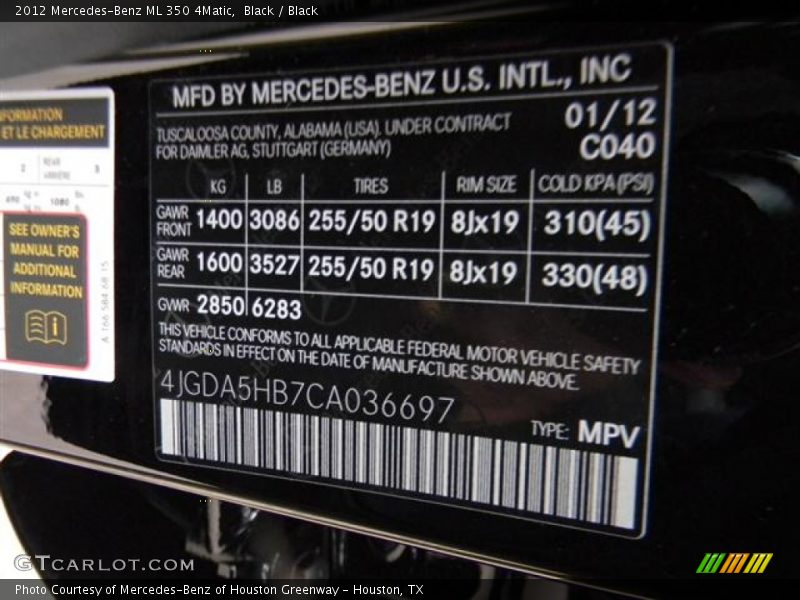 2012 Mercedes-Benz ML 350 4Matic, Black / Black
INFORMATION
ET LE CHARGEMENT
REAR
SEE OWNER'S
MANUAL FOR
ADDITIONAL
INFORMATION
A 166 584 68 15
MFD BY MERCEDES-BENZ U.S. INTL., INC
TUSCALOOSA COUNTY, ALABAMA (USA). UNDER CONTRACT
FOR DAIMLER AG, STUTTGART (GERMANY)
01/12
C040
KG LB TIRES RIM SIZE COLD KPA(PSI)
GAWR FRONT 1400 3086 255/50 R19 8Jx19 310(45)
GAWR REAR 1600 3527 255/50 R19 8Jx19 330(48)
GVWR 2850 6283
THIS VEHICLE CONFORMS TO ALL APPLICABLE FEDERAL MOTOR VEHICLE SAFETY
STANDARDS IN EFFECT ON THE DATE OF MANUFACTURE SHOWN ABOVE.
4JGDA5HB7CA036697
TYPE: MPV
GTCARLOT.COM
Photo Courtesy of Mercedes-Benz of Houston Greenway - Houston, TX